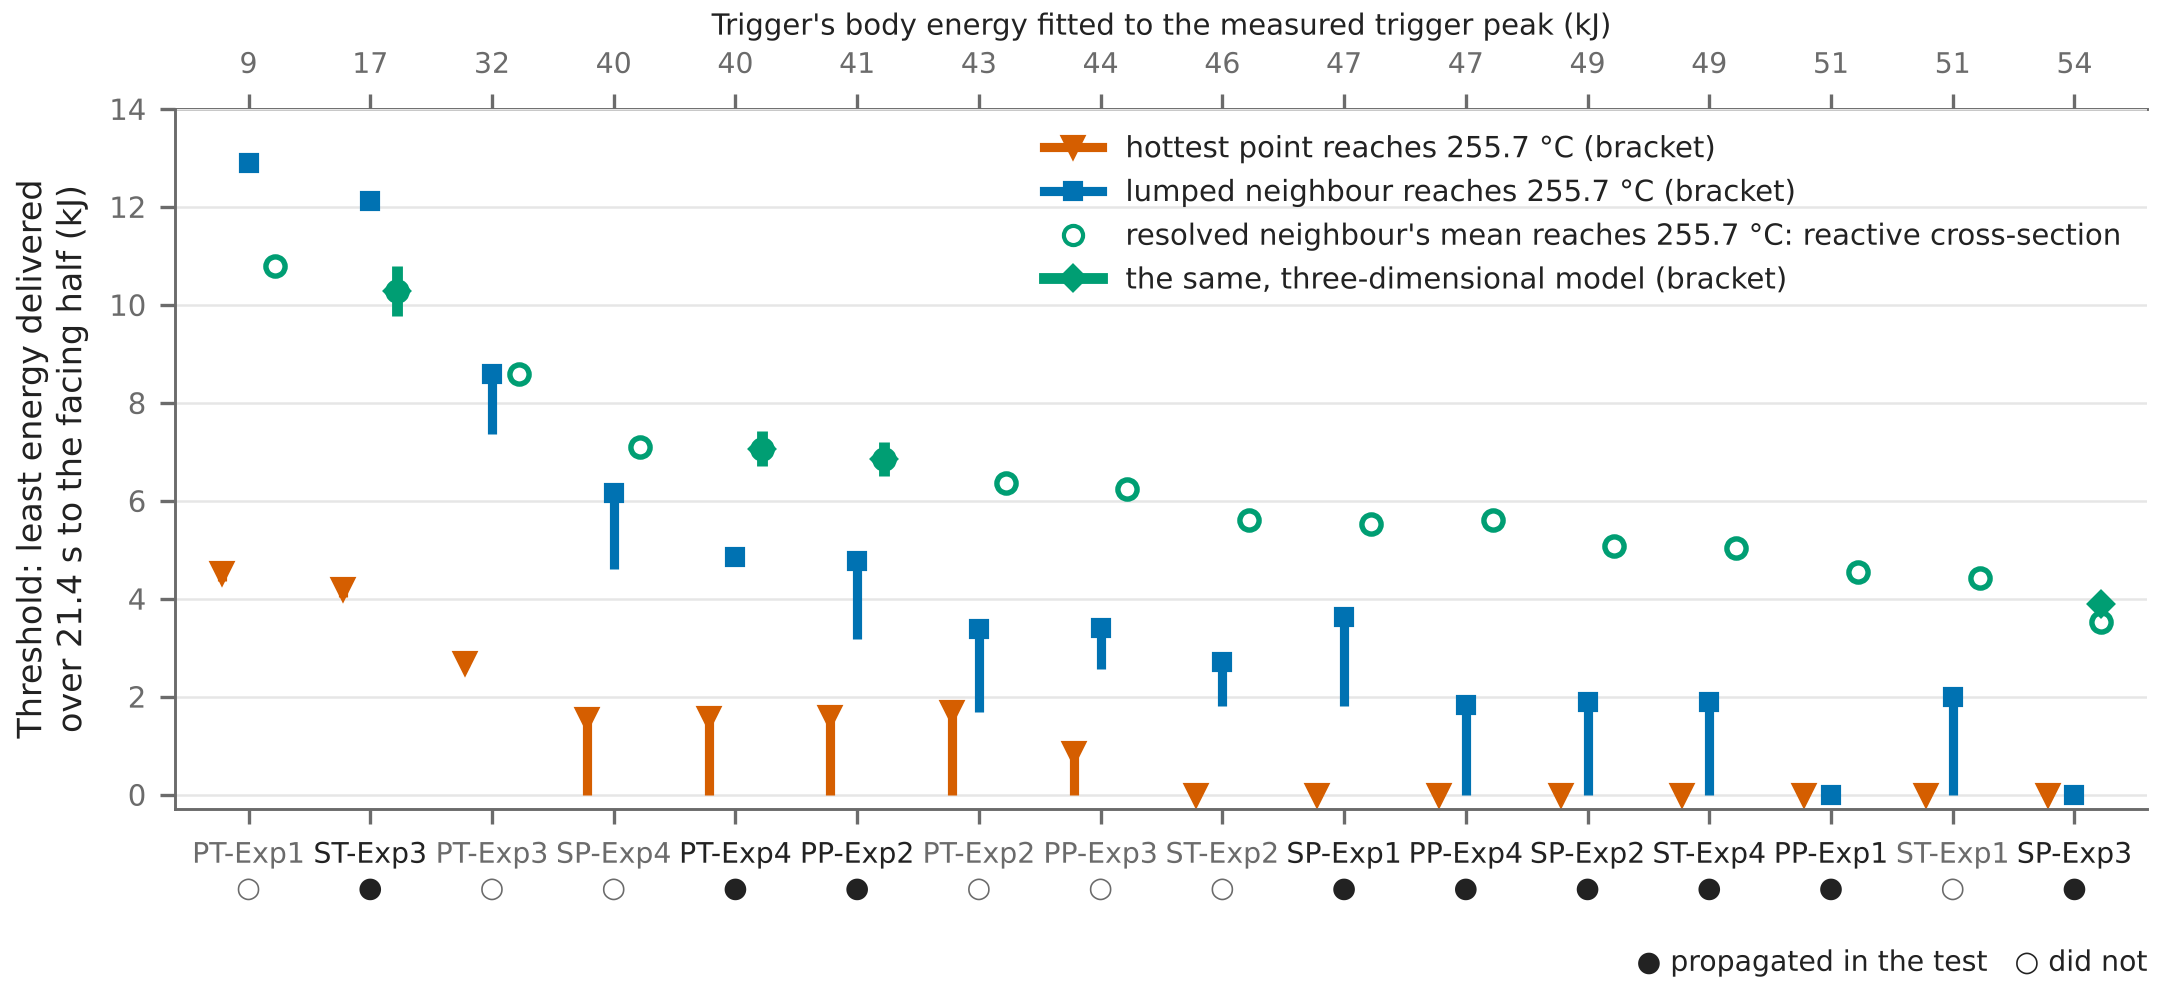 Trigger's body energy fitted to the measured trigger peak (kJ)
9 17 32 40 40 41 43 44 46 47 47 49 49 51 51 54
Threshold: least energy delivered
over 21.4 s to the facing half (kJ)
14
12
10
8
6
4
2
0
hottest point reaches 255.7 °C (bracket)
lumped neighbour reaches 255.7 °C (bracket)
resolved neighbour's mean reaches 255.7 °C: reactive cross-section
the same, three-dimensional model (bracket)
PT-Exp1 ST-Exp3 PT-Exp3 SP-Exp4 PT-Exp4 PP-Exp2 PT-Exp2 PP-Exp3 ST-Exp2 SP-Exp1 PP-Exp4 SP-Exp2 ST-Exp4 PP-Exp1 ST-Exp1 SP-Exp3
propagated in the test did not